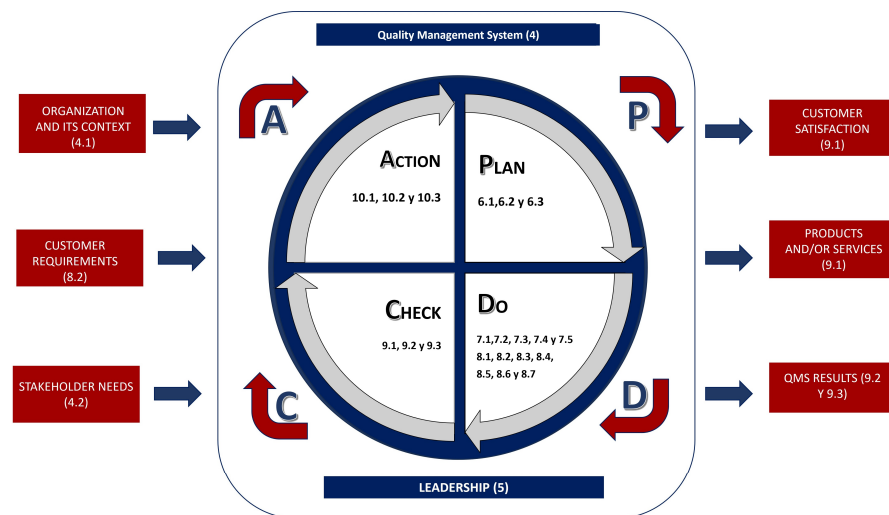 Quality Management System (4)
ORGANIZATION
AND ITS CONTEXT
(4.1)
CUSTOMER
REQUIREMENTS
(8.2)
STAKEHOLDER NEEDS
(4.2)
A
P
ACTION
10.1, 10.2 y 10.3
PLAN
6.1,6.2 y 6.3
CHECK
9.1, 9.2 y 9.3
DO
7.1,7.2, 7.3, 7.4 y 7.5
8.1, 8.2, 8.3, 8.4,
8.5, 8.6 y 8.7
C
D
LEADERSHIP (5)
CUSTOMER
SATISFACTION
(9.1)
PRODUCTS
AND/OR SERVICES
(9.1)
QMS RESULTS (9.2
Y 9.3)